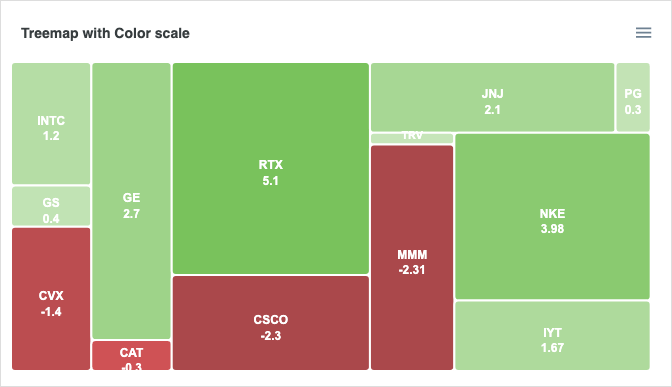 Treemap with Color scale
INTC
1.2
GS
0.4
CVX
-1.4
GE
2.7
CAT
-0.3
RTX
5.1
CSCO
-2.3
JNJ
2.1
PG
0.3
TRV
MMM
-2.31
NKE
3.98
IYT
1.67